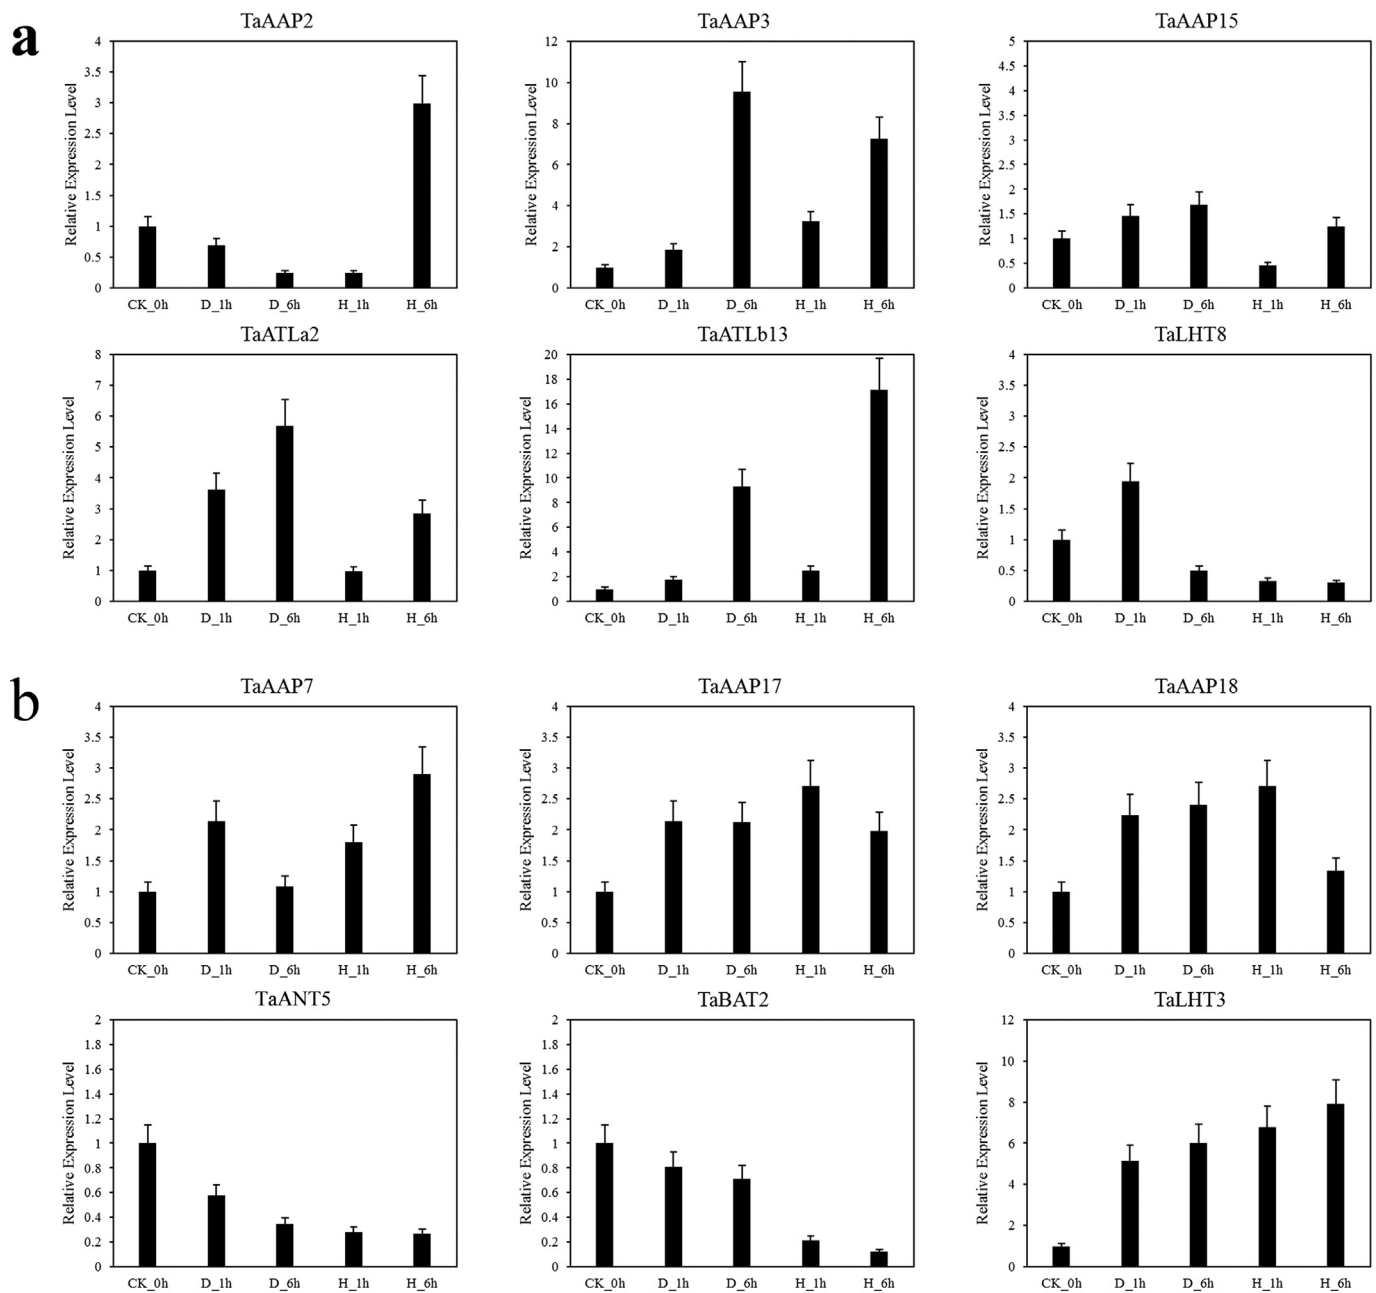 a
TaAAP2
Relative Expression Level
4
3.5
3
2.5
2
1.5
1
0.5
0
CK_0h D_1h D_6h H_1h H_6h
TaAAP3
Relative Expression Level
12
10
8
6
4
2
0
CK_0h D_1h D_6h H_1h H_6h
TaAAP15
Relative Expression Level
5
4.5
4
3.5
3
2.5
2
1.5
1
0.5
0
CK_0h D_1h D_6h H_1h H_6h
TaATLa2
Relative Expression Level
8
7
6
5
4
3
2
1
0
CK_0h D_1h D_6h H_1h H_6h
TaATLb13
Relative Expression Level
20
18
16
14
12
10
8
6
4
2
0
CK_0h D_1h D_6h H_1h H_6h
TaLHT8
Relative Expression Level
4
3.5
3
2.5
2
1.5
1
0.5
0
CK_0h D_1h D_6h H_1h H_6h
b
TaAAP7
Relative Expression Level
4
3.5
3
2.5
2
1.5
1
0.5
0
CK_0h D_1h D_6h H_1h H_6h
TaAAP17
Relative Expression Level
4
3.5
3
2.5
2
1.5
1
0.5
0
CK_0h D_1h D_6h H_1h H_6h
TaAAP18
Relative Expression Level
4
3.5
3
2.5
2
1.5
1
0.5
0
CK_0h D_1h D_6h H_1h H_6h
TaANT5
Relative Expression Level
2
1.8
1.6
1.4
1.2
1
0.8
0.6
0.4
0.2
0
CK_0h D_1h D_6h H_1h H_6h
TaBAT2
Relative Expression Level
2
1.8
1.6
1.4
1.2
1
0.8
0.6
0.4
0.2
0
CK_0h D_1h D_6h H_1h H_6h
TaLHT3
Relative Expression Level
12
10
8
6
4
2
0
CK_0h D_1h D_6h H_1h H_6h